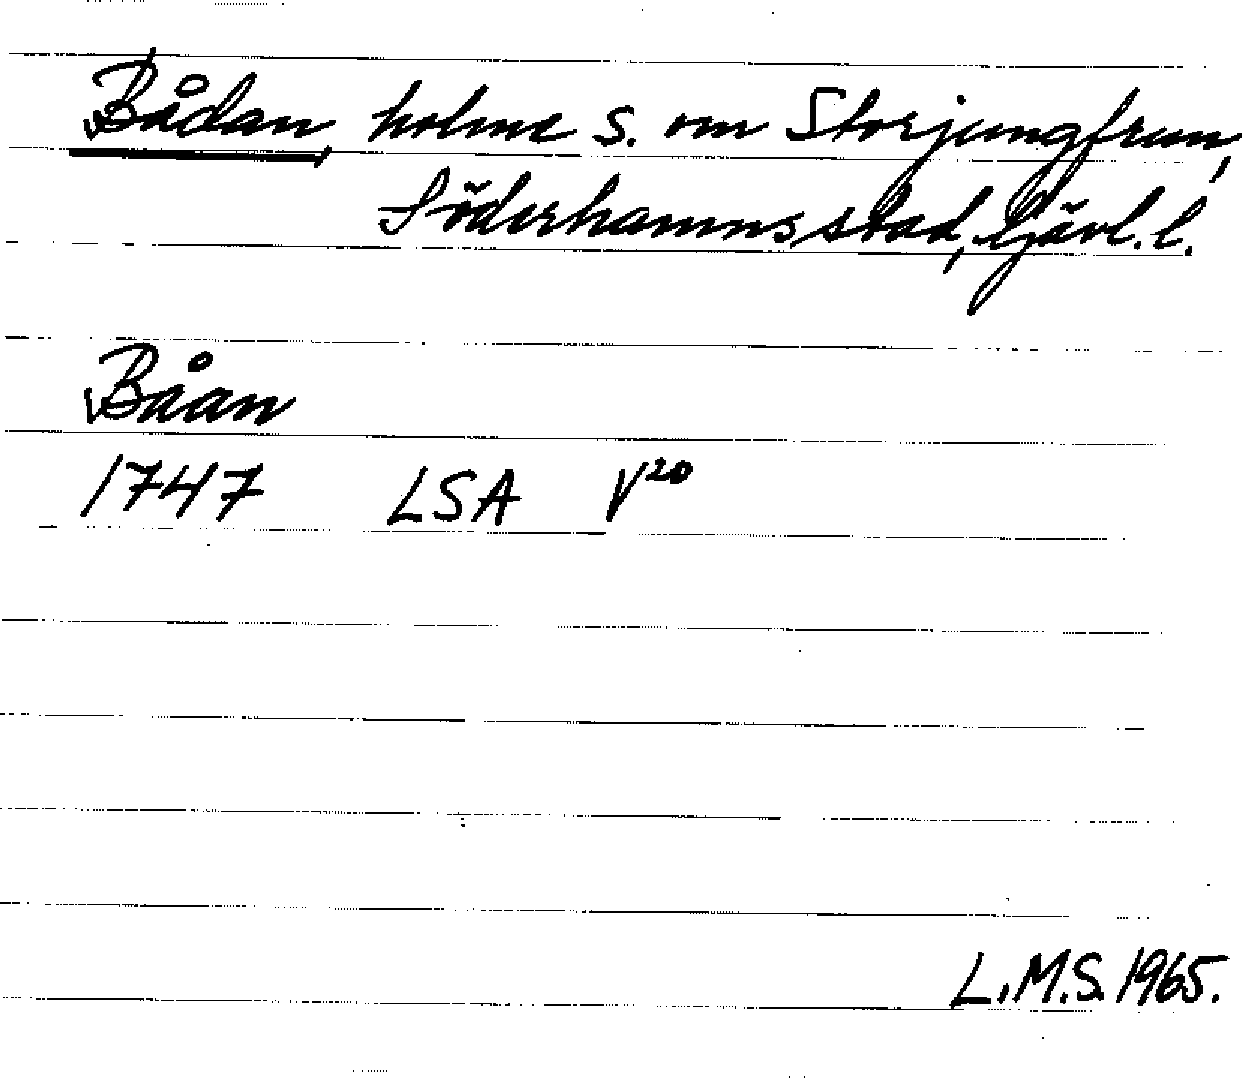 Bådan, holme S. om Storjungfrun,
Söderhamns stad, Gävl. l.
Båan
1747 LSA V²⁰
L.M.S. 1965.